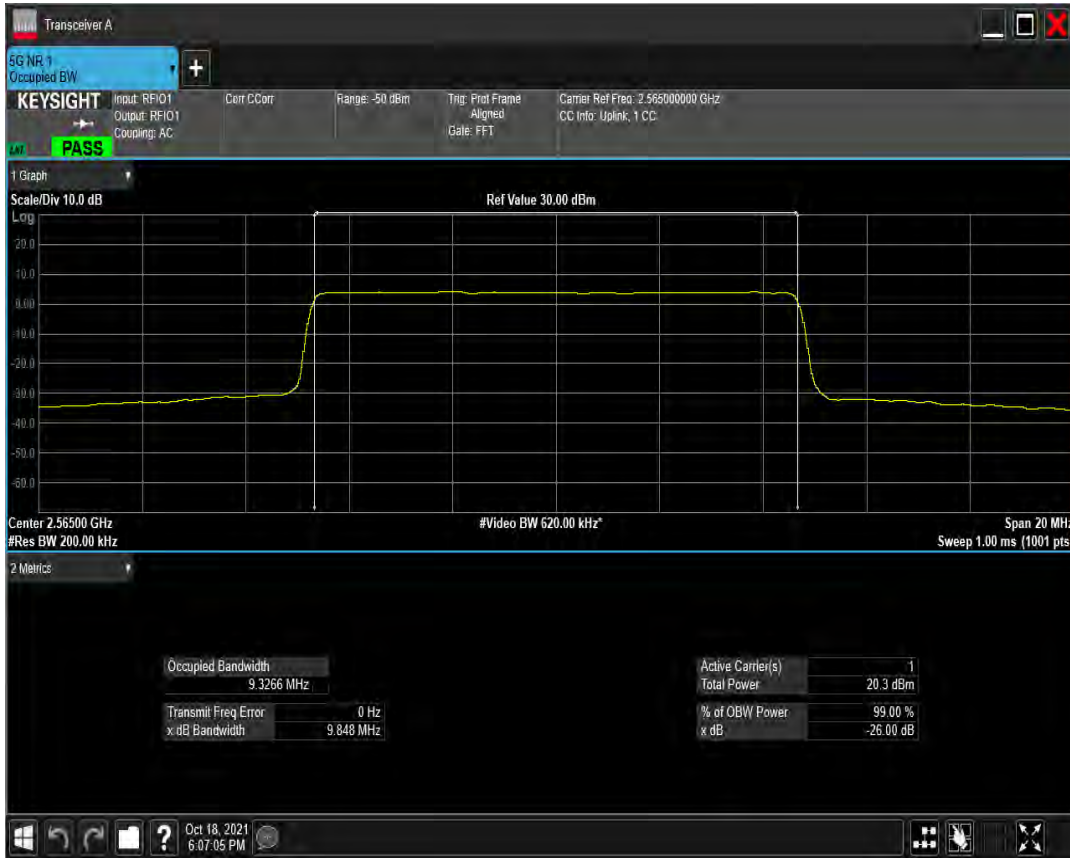 Transceiver A
5G NR 1
Occupied BW
+
KEYSIGHT
Input: RFIO1
Output: RFIO1
Coupling: AC
Corr CCorr
Range: -50 dBm
Trig: Prot Frame
Aligned
Gate: FFT
Carrier Ref Freq: 2.565000000 GHz
CC Info: Uplink, 1 CC
PASS
1 Graph
Scale/Div 10.0 dB
Ref Value 30.00 dBm
Log
20.0
10.0
0.00
-10.0
-20.0
-30.0
-40.0
-50.0
-60.0
Center 2.56500 GHz
#Video BW 620.00 kHz*
Span 20 MHz
#Res BW 200.00 kHz
Sweep 1.00 ms (1001 pts
2 Metrics
Occupied Bandwidth
9.3266 MHz
Transmit Freq Error 0 Hz
x dB Bandwidth 9.848 MHz
Active Carrier(s) 1
Total Power 20.3 dBm
% of OBW Power 99.00 %
x dB -26.00 dB
?
Oct 18, 2021
6:07:05 PM